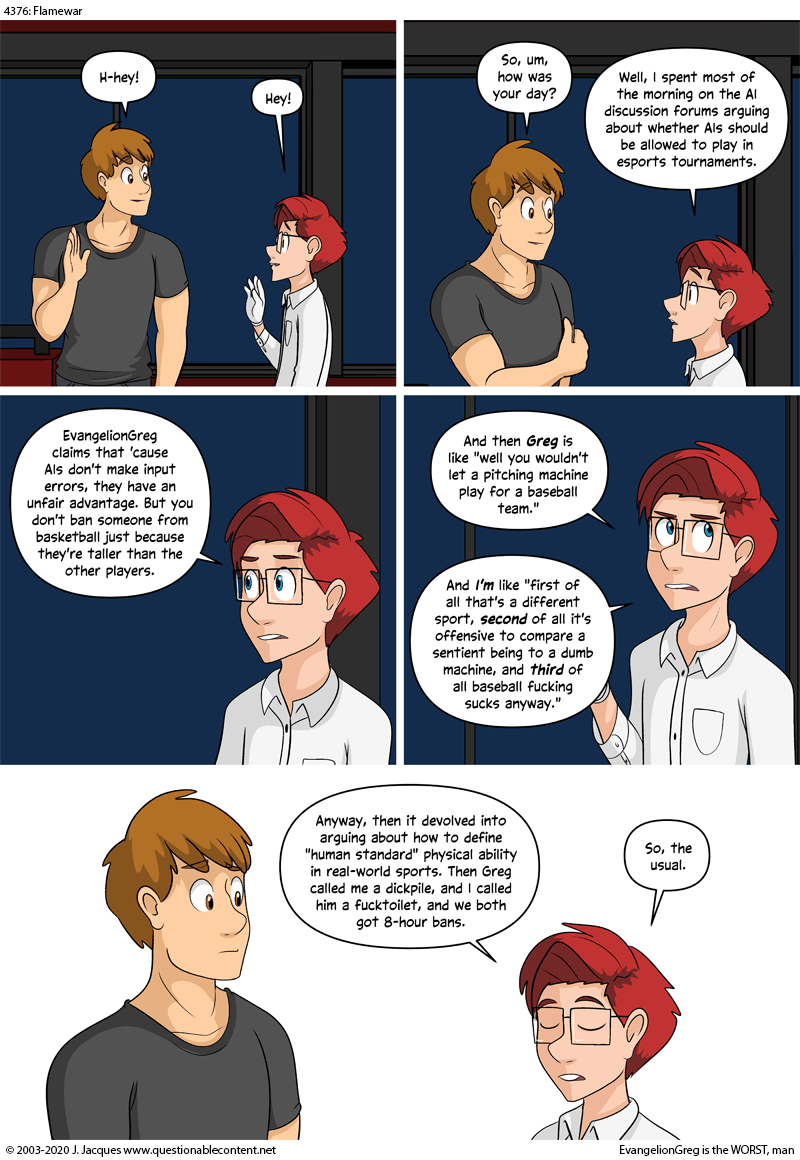 4376: Flamewar
H-hey!
Hey!
So, um,
how was
your day?
Well, I spent most of
the morning on the AI
discussion forums arguing
about whether AIs should
be allowed to play in
esports tournaments.
EvangelionGreg
claims that 'cause
AIs don't make input
errors, they have an
unfair advantage. But you
don't ban someone from
basketball just because
they're taller than the
other players.
And then Greg is
like "well you wouldn't
let a pitching machine
play for a baseball
team."
And I'm like "first of
all that's a different
sport, second of all it's
offensive to compare a
sentient being to a dumb
machine, and third of
all baseball fucking
sucks anyway."
Anyway, then it devolved into
arguing about how to define
"human standard" physical ability
in real-world sports. Then Greg
called me a dickpile, and I called
him a fucktoilet, and we both
got 8-hour bans.
So, the
usual.
© 2003-2020 J. Jacques www.questionablecontent.net
EvangelionGreg is the WORST, man